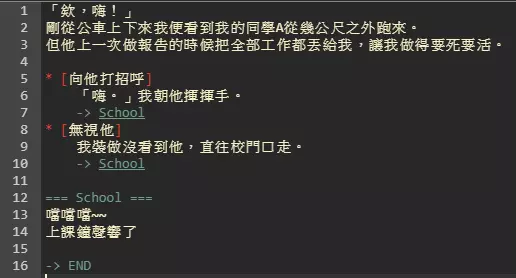 1 「欸，嗨！」
2 剛從公車上下來我便看到我的同學A從幾公尺之外跑來。
3 但他上一次做報告的時候把全部工作都丟給我，讓我做得要死要活。
4
5 * [向他打招呼]
6 「嗨。」我朝他揮揮手。
7 -> School
8 * [無視他]
9 我裝做沒看到他，直往校門口走。
10 -> School
11
12 === School ===
13 噹噹噹~~
14 上課鐘聲響了
15
16 -> END